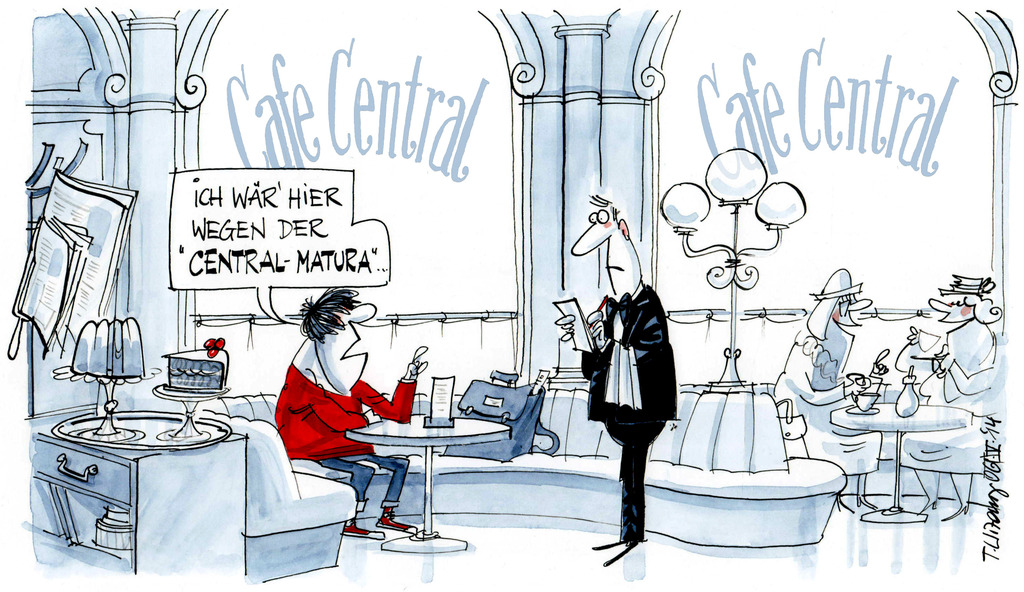 Cafe Central
Cafe Central
ICH WÄR' HIER
WEGEN DER
"CENTRAL-MATURA"...